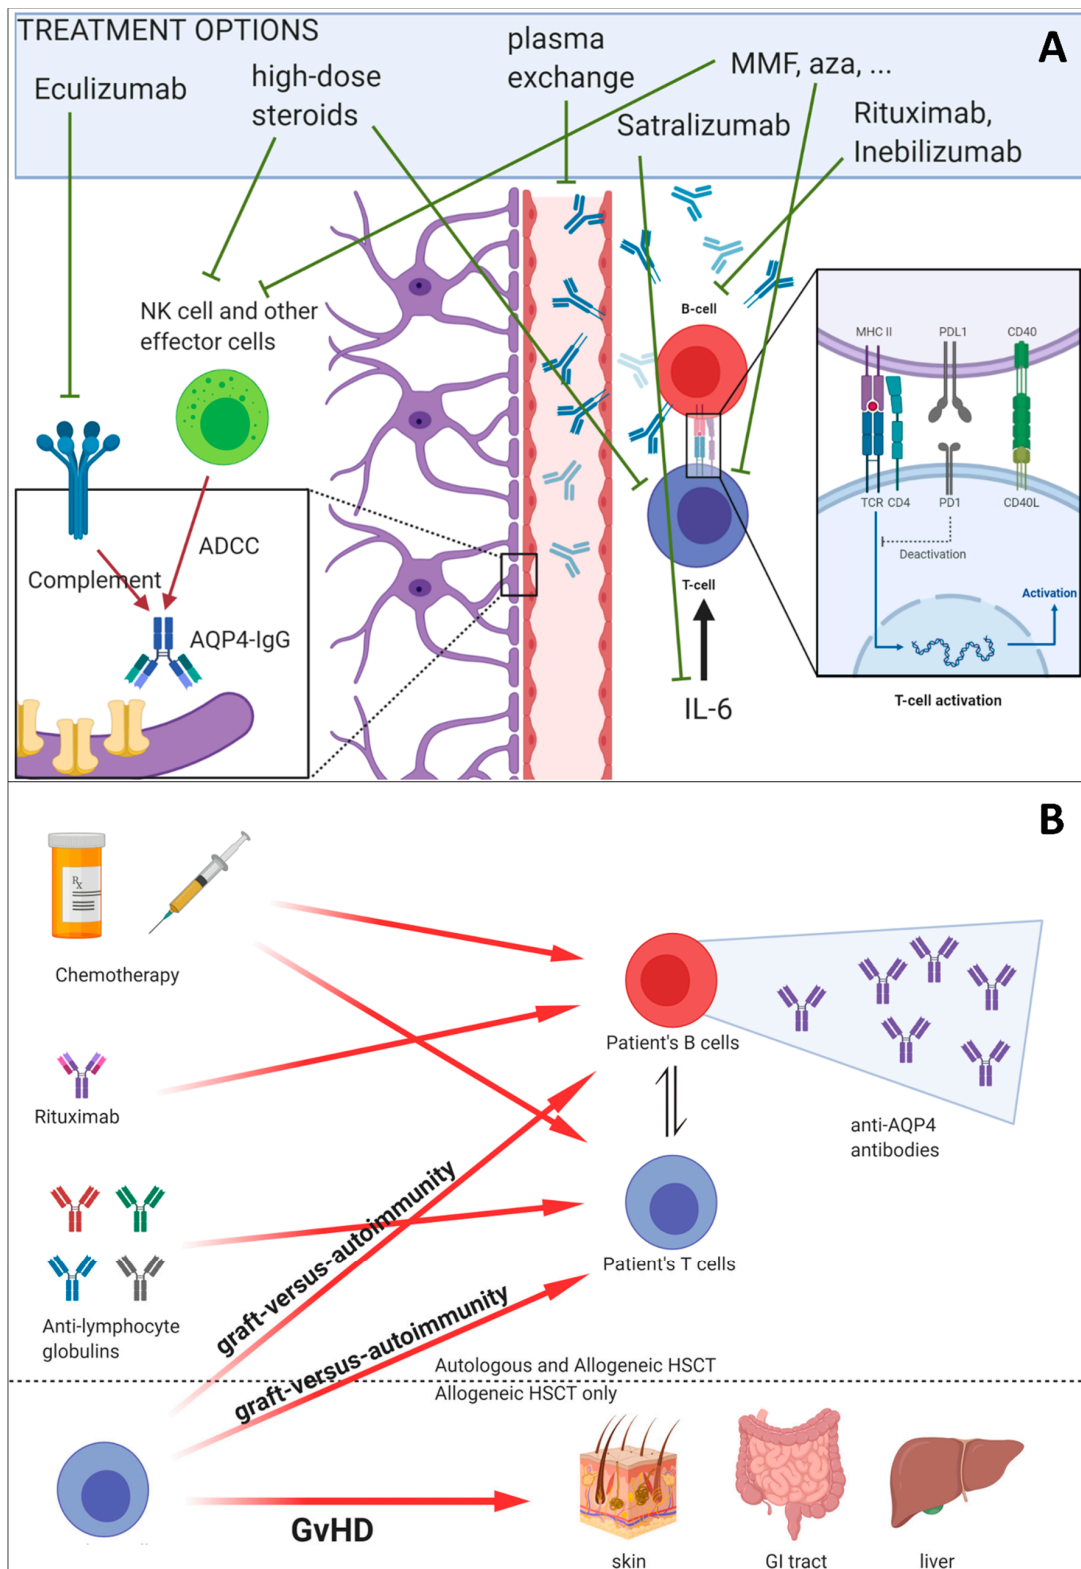 TREATMENT OPTIONS
A
Eculizumab
high-dose
steroids
plasma
exchange
MMF, aza, ...
Satralizumab
Rituximab,
Inebilizumab
NK cell and other
effector cells
B-cell
T-cell
IL-6
ADCC
Complement
AQP4-IgG
MHC II
PDL1
CD40
TCR CD4
PD1
CD40L
Deactivation
Activation
T-cell activation
B
Rx
Chemotherapy
Rituximab
Anti-lymphocyte
globulins
Patient's B cells
anti-AQP4
antibodies
Patient's T cells
graft-versus-autoimmunity
graft-versus-autoimmunity
Autologous and Allogeneic HSCT
Allogeneic HSCT only
GvHD
skin
GI tract
liver